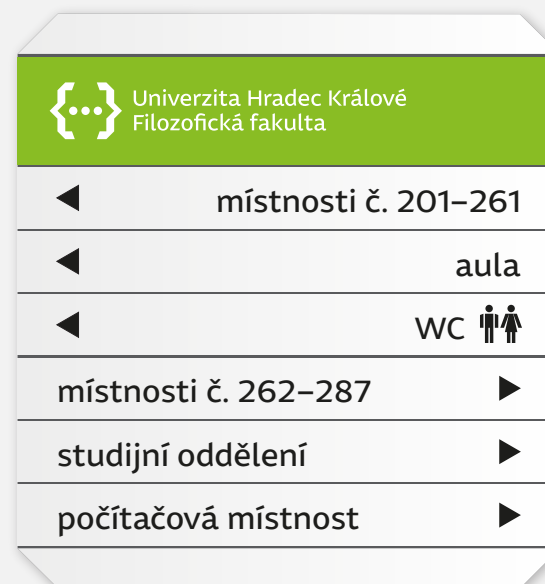 Univerzita Hradec Králové
Filozofická fakulta
místnosti č. 201–261
aula
WC
místnosti č. 262–287
studijní oddělení
počítačová místnost